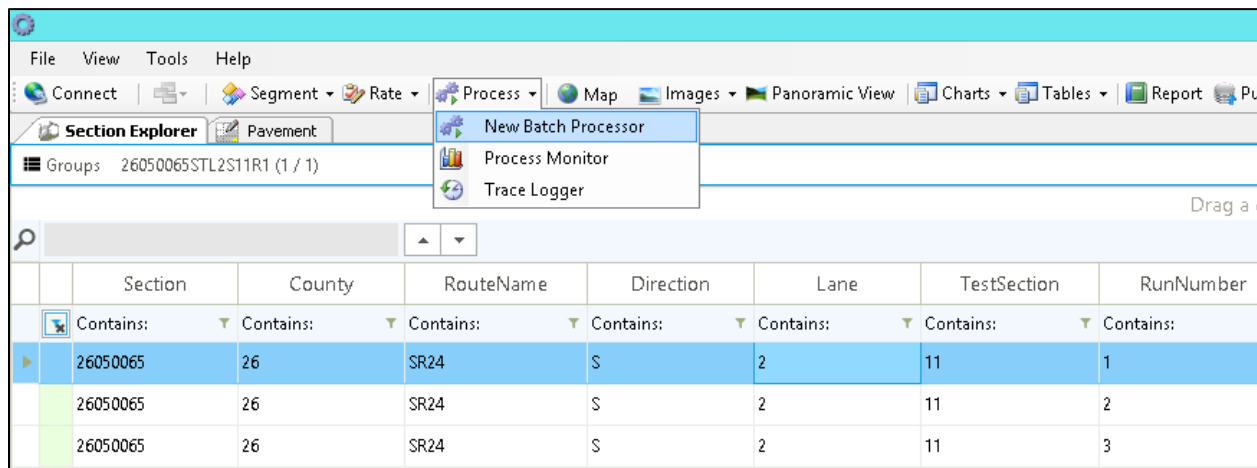 File View Tools Help
Connect Segment Rate Process Map Images Panoramic View Charts Tables Report
Section Explorer Pavement
New Batch Processor
Groups 26050065STL2S11R1 (1 / 1)
Process Monitor
Trace Logger
Drag a
Section County RouteName Direction Lane TestSection RunNumber
Contains: Contains: Contains: Contains: Contains: Contains: Contains:
26050065 26 SR24 S 2 11 1
26050065 26 SR24 S 2 11 2
26050065 26 SR24 S 2 11 3